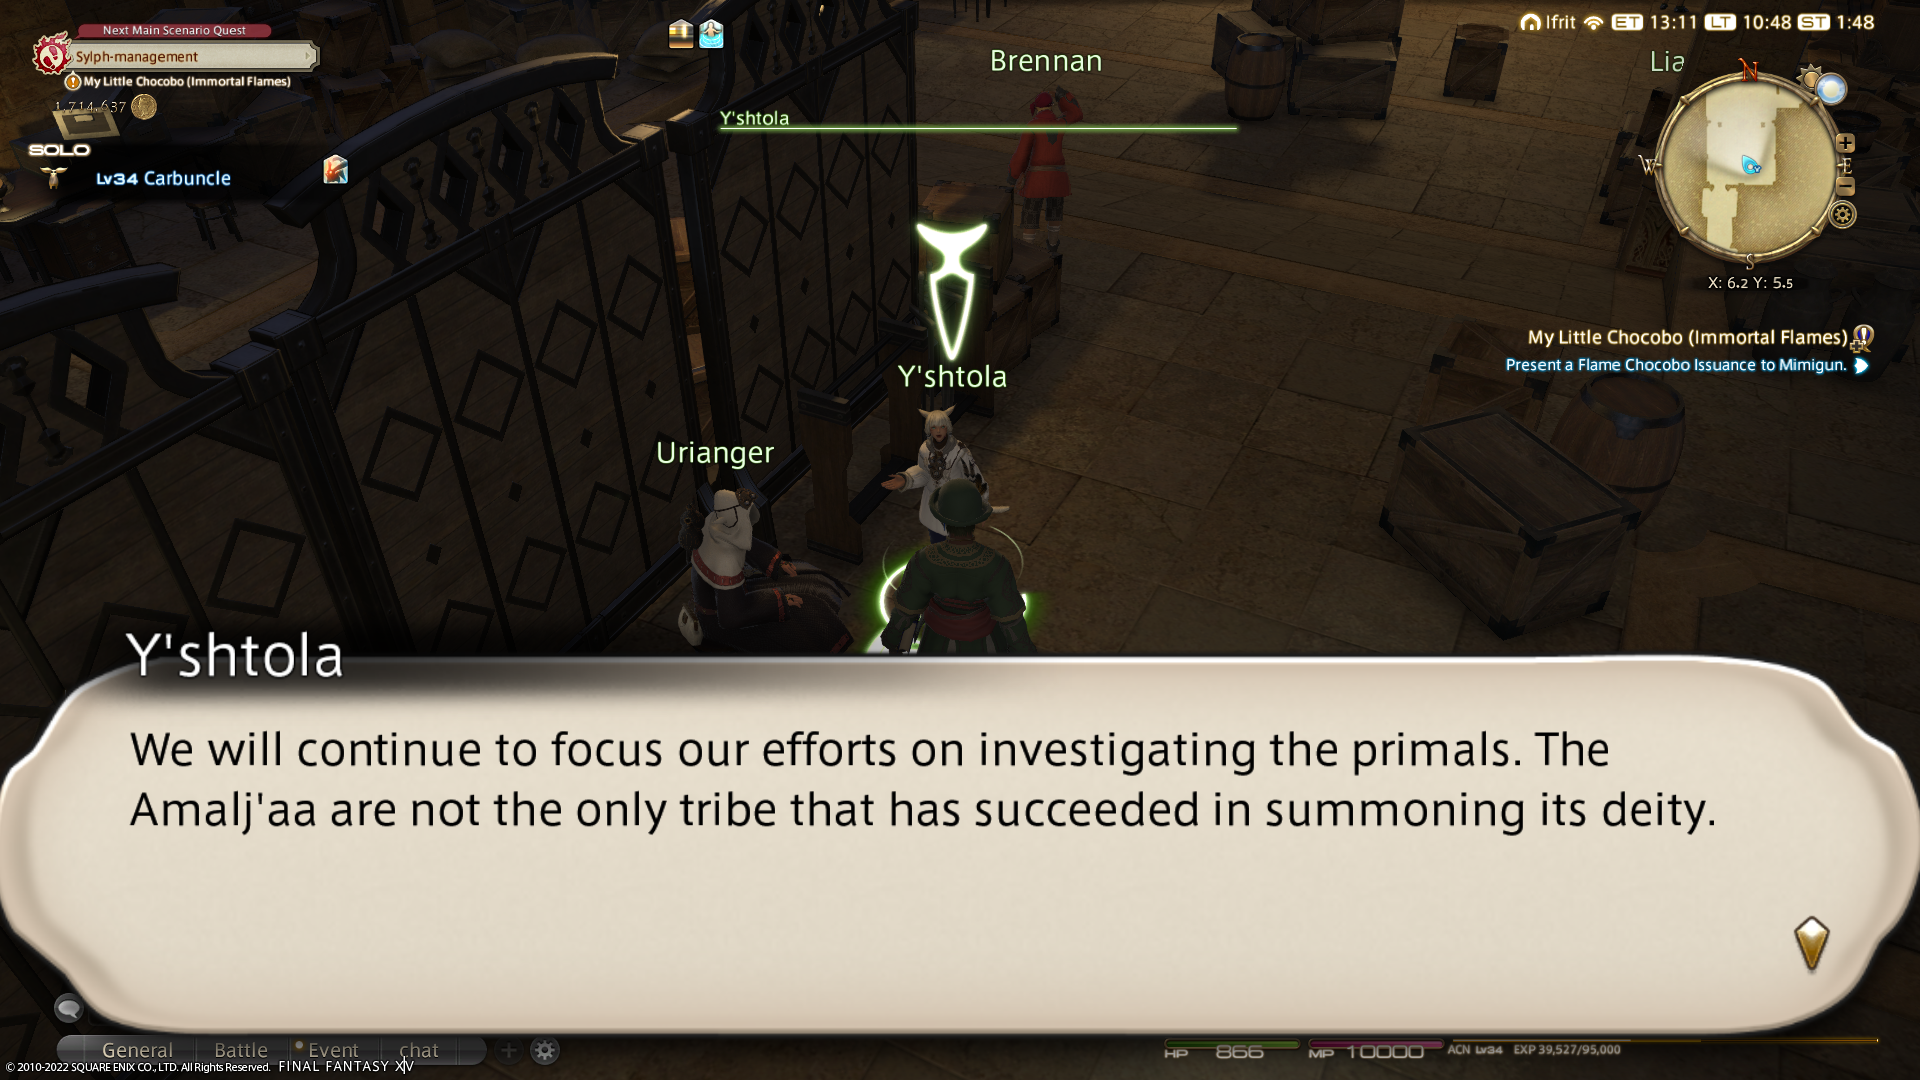 Next Main Scenario Quest
Sylph-management
My Little Chocobo (Immortal Flames)
1,714,637
SOLO
Lv34 Carbuncle
Brennan
Y'shtola
Ifrit ET 13:11 LT 10:48 ST 1:48
Lia
N
W
E
S
X: 6.2 Y: 5.5
My Little Chocobo (Immortal Flames)
Present a Flame Chocobo Issuance to Mimigun.
Y'shtola
Urianger
Y'shtola
We will continue to focus our efforts on investigating the primals. The
Amalj'aa are not the only tribe that has succeeded in summoning its deity.
General Battle Event chat
HP 866 MP 10000 ACN Lv34 EXP 39,527/95,000
© 2010-2022 SQUARE ENIX CO., LTD. All Rights Reserved. FINAL FANTASY XIV